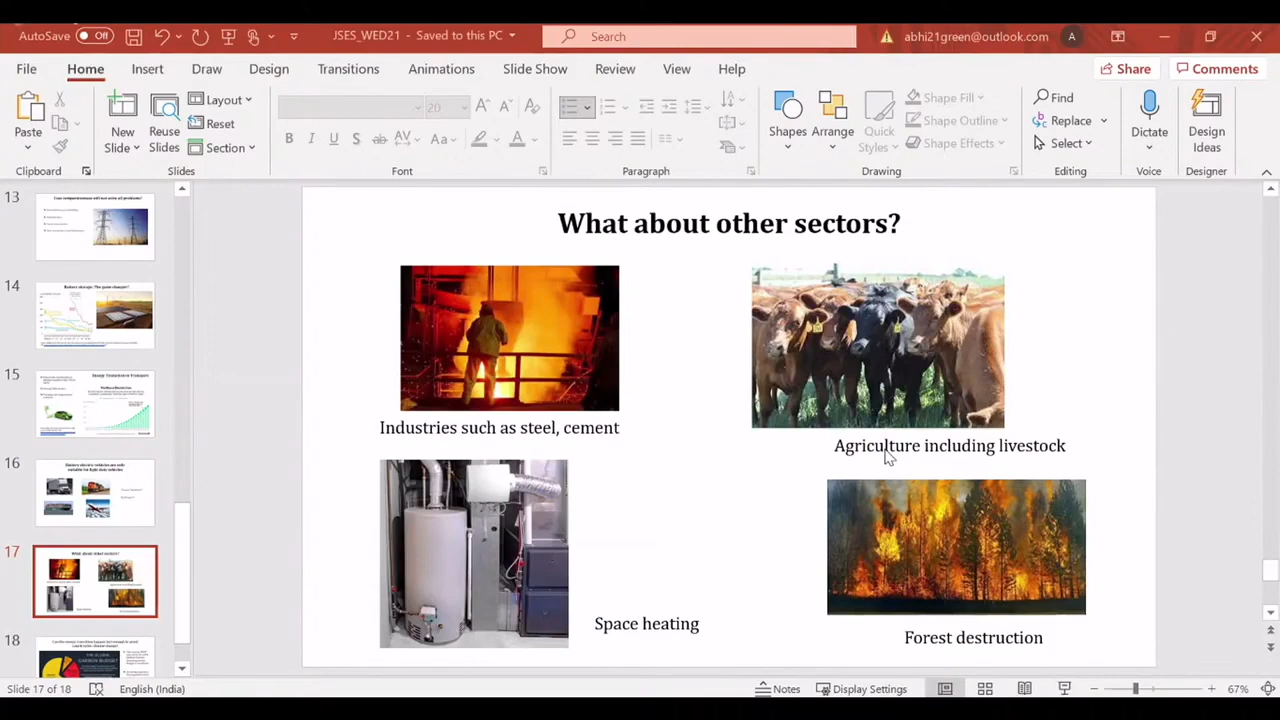 AutoSave Off JSES_WED21 - Saved to this PC Search abhi21green@outlook.com A
File Home Insert Draw Design Transitions Animations Slide Show Review View Help Share Comments
Paste
New
Slide
Reuse
Slides
Layout
Reset
Section
20
B I U S ab AV Aa A
Shapes
Arrange
Quick
Styles
Shape Fill
Shape Outline
Shape Effects
Find
Replace
Select
Dictate
Design
Ideas
Clipboard Slides Font Paragraph Drawing Editing Voice Designer
13
14
15
16
17
18
What about other sectors?
Industries such as steel, cement
Agriculture including livestock
Space heating
Forest destruction
Slide 17 of 18 English (India) Notes Display Settings 67%